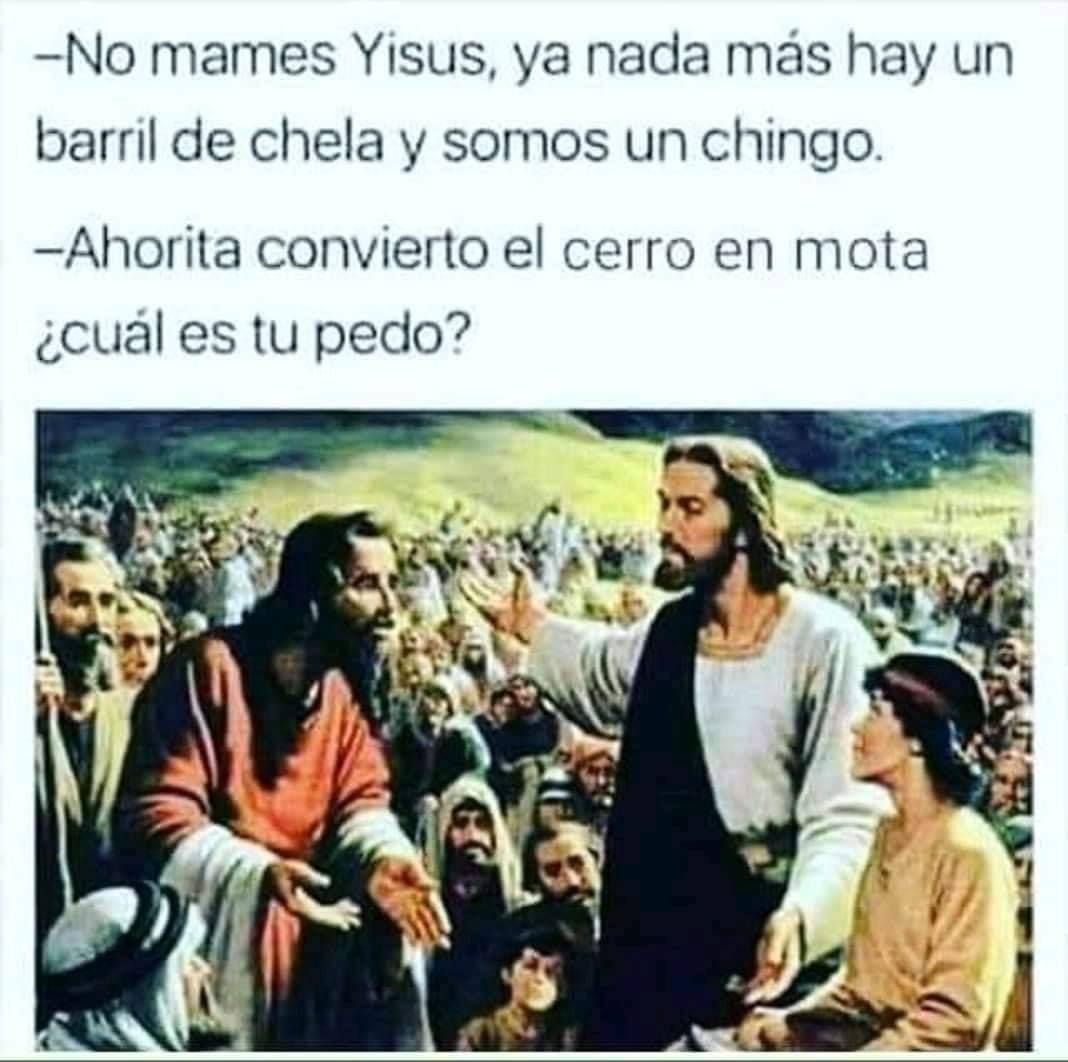 –No mames Yisus, ya nada más hay un
barril de chela y somos un chingo.
–Ahorita convierto el cerro en mota
¿cuál es tu pedo?